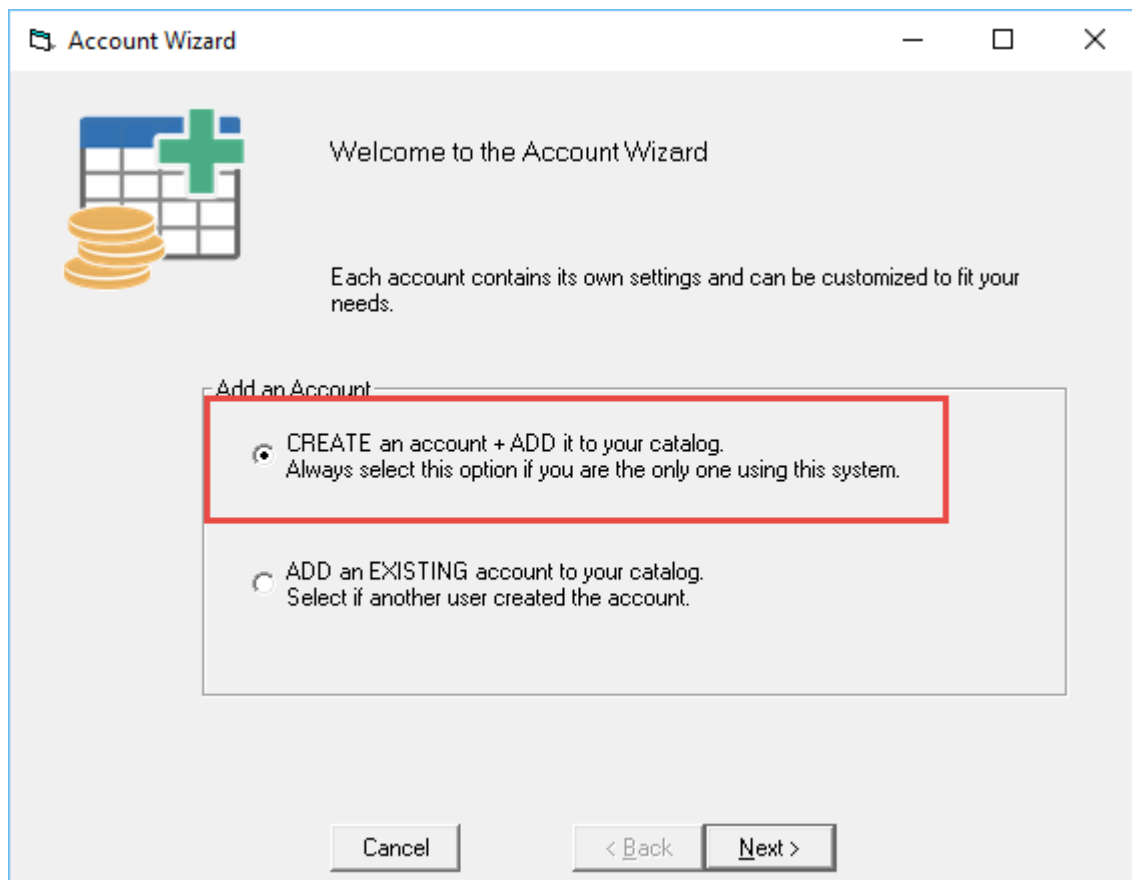 Account Wizard
Welcome to the Account Wizard
Each account contains its own settings and can be customized to fit your
needs.
Add an Account
CREATE an account + ADD it to your catalog.
Always select this option if you are the only one using this system.
ADD an EXISTING account to your catalog.
Select if another user created the account.
Cancel
< Back
Next >